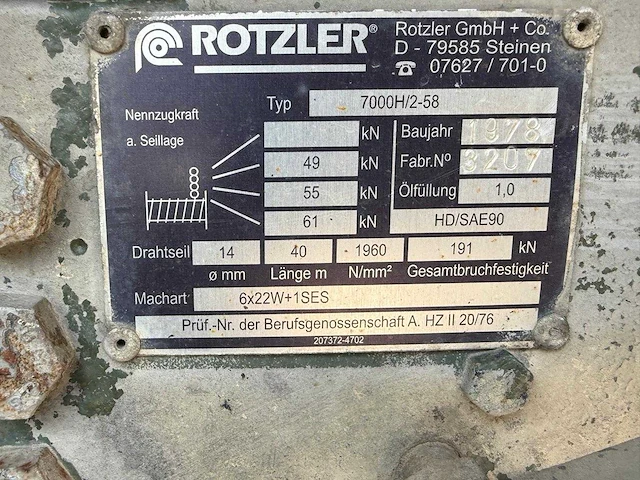 ROTZLER®
Rotzler GmbH + Co.
D - 79585 Steinen
☎ 07627 / 701-0
Typ 7000H/2-58
Nennzugkraft
a. Seillage
kN
49 kN
55 kN
61 kN
Baujahr 1978
Fabr.Nº 3207
Ölfüllung 1,0
HD/SAE90
Drahtseil 14 40 1960 191 kN
ø mm Länge m N/mm² Gesamtbruchfestigkeit
Machart 6x22W+1SES
Prüf.-Nr. der Berufsgenossenschaft A. HZ II 20/76
207372-4702